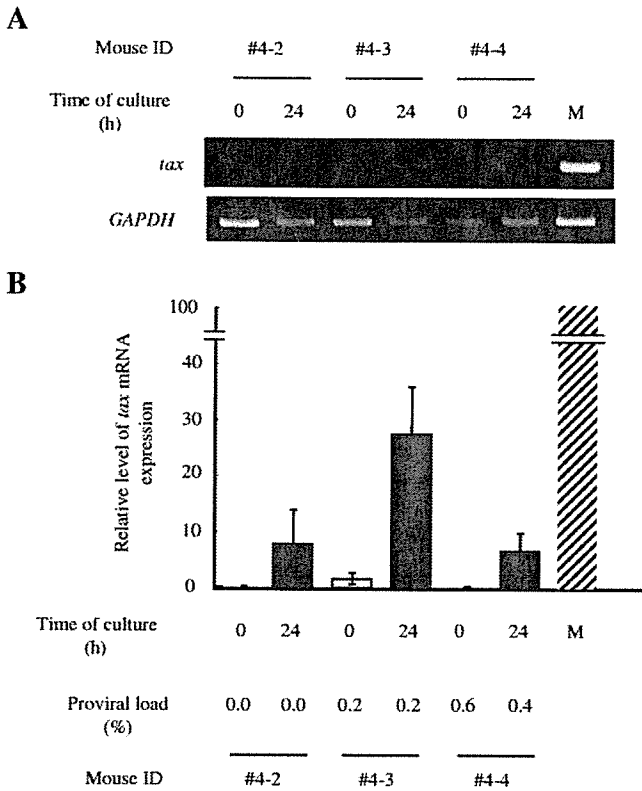 A
Mouse ID #4-2 #4-3 #4-4
Time of culture 0 24 0 24 0 24 M
(h)
tax
GAPDH
B
Relative level of tax mRNA
expression
100
40
30
20
10
0
Time of culture 0 24 0 24 0 24 M
(h)
Proviral load 0.0 0.0 0.2 0.2 0.6 0.4
(%)
Mouse ID #4-2 #4-3 #4-4